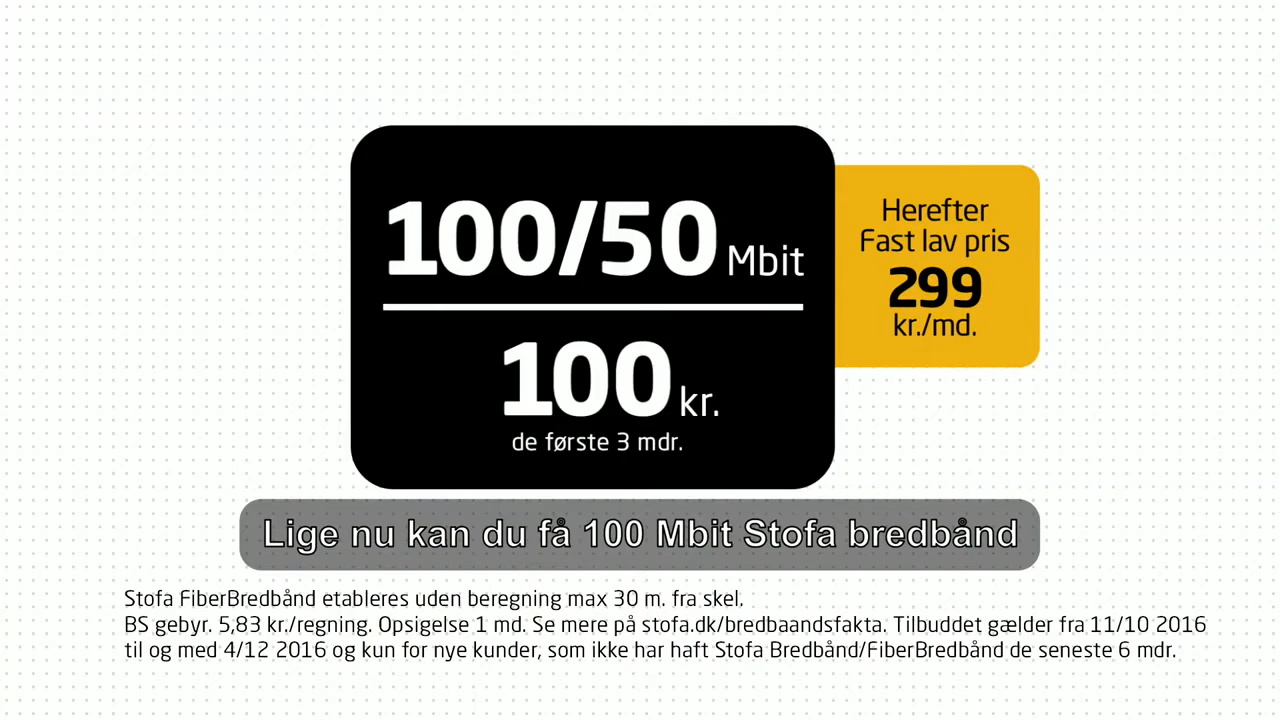 100/50 Mbit
100 kr.
de første 3 mdr.
Herefter
Fast lav pris
299
kr./md.
Lige nu kan du få 100 Mbit Stofa bredbånd
Stofa FiberBredbånd etableres uden beregning max 30 m. fra skel.
BS gebyr. 5,83 kr./regning. Opsigelse 1 md. Se mere på stofa.dk/bredbaandsfakta. Tilbuddet gælder fra 11/10 2016
til og med 4/12 2016 og kun for nye kunder, som ikke har haft Stofa Bredbånd/FiberBredbånd de seneste 6 mdr.